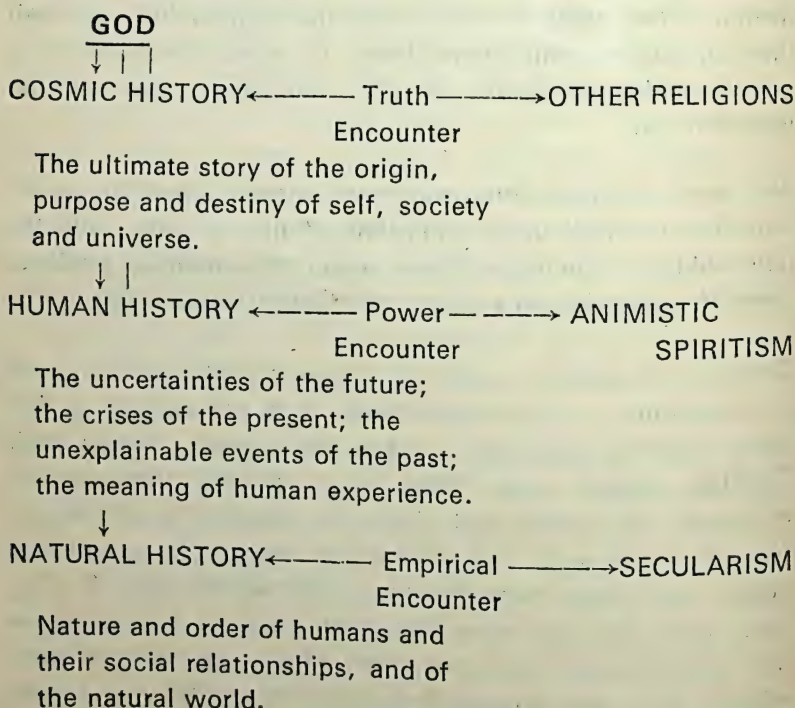 GOD
COSMIC HISTORY←————Truth————→OTHER RELIGIONS
Encounter
The ultimate story of the origin,
purpose and destiny of self, society
and universe.
HUMAN HISTORY ←———— Power— ———→ ANIMISTIC
Encounter SPIRITISM
The uncertainties of the future;
the crises of the present; the
unexplainable events of the past;
the meaning of human experience.
NATURAL HISTORY←———— Empirical ————→SECULARISM
Encounter
Nature and order of humans and
their social relationships, and of
the natural world.